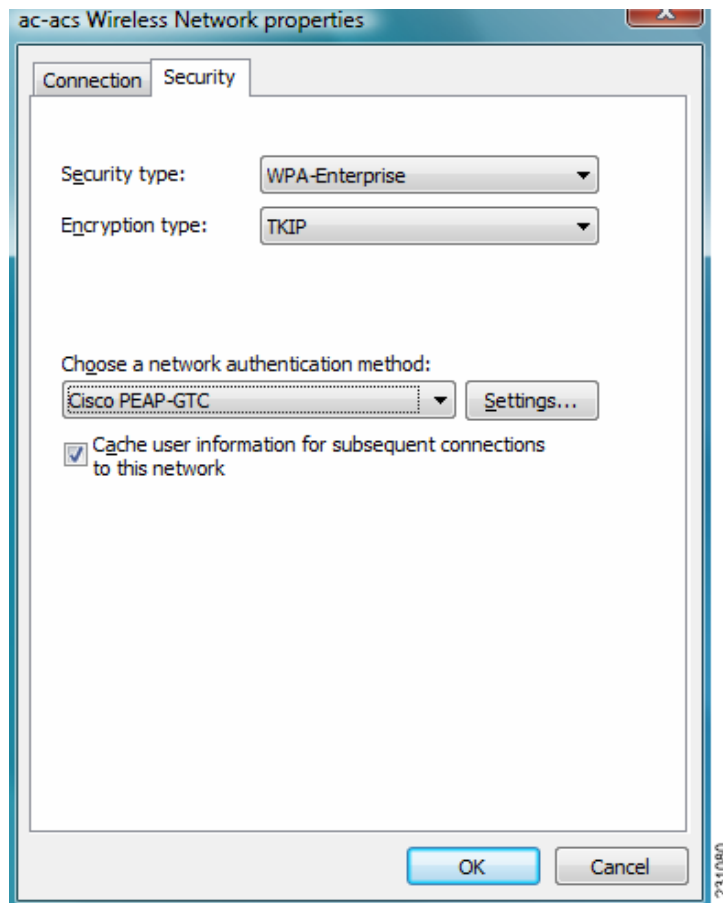 ac-acs Wireless Network properties
X
Connection Security
Security type: WPA-Enterprise
Encryption type: TKIP
Choose a network authentication method:
Cisco PEAP-GTC Settings...
Cache user information for subsequent connections
to this network
OK Cancel
231080